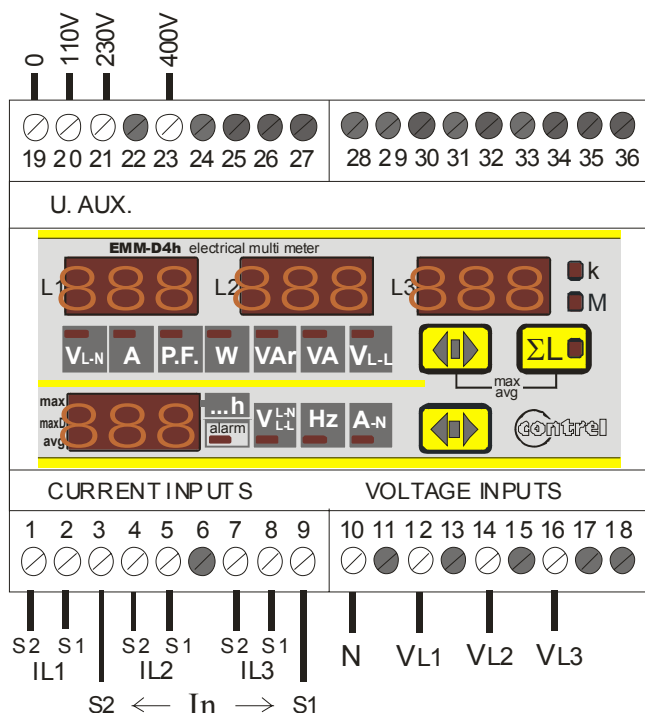 0 110V 230V 400V
19 20 21 22 23 24 25 26 27 28 29 30 31 32 33 34 35 36
U. AUX.
EMM-D4h electrical multi meter
L1 888 L2 888 L3 888 k
M
VL-N A P.F. W VAr VA VL-L ΣL
max
avg
max
maxD
avg
888
...h
alarm
V L-N L-L Hz A-N
contrel
CURRENT INPUTS VOLTAGE INPUTS
1 2 3 4 5 6 7 8 9 10 11 12 13 14 15 16 17 18
S2 S1 S2 S1 S2 S1
IL1 IL2 IL3 N VL1 VL2 VL3
S2 ← In → S1